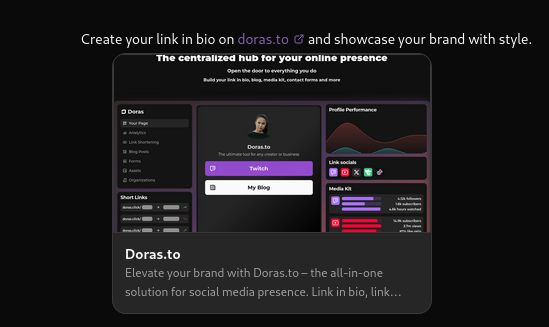 Create your link in bio on doras.to and showcase your brand with style.
The centralized hub for your online presence
Open the door to everything you do
Build your link in bio, blog, media kit, contact forms and more
Doras
Your Page
Analytics
Link Shortening
Blog Posts
Forms
Assets
Organizations
Short Links
doras.click/
doras.click/
doras.click/
Doras.to
The ultimate tool for any creator or business
Twitch
My Blog
Profile Performance
Link socials
Media Kit
Doras.to
Elevate your brand with Doras.to – the all-in-one
solution for social media presence. Link in bio, link...